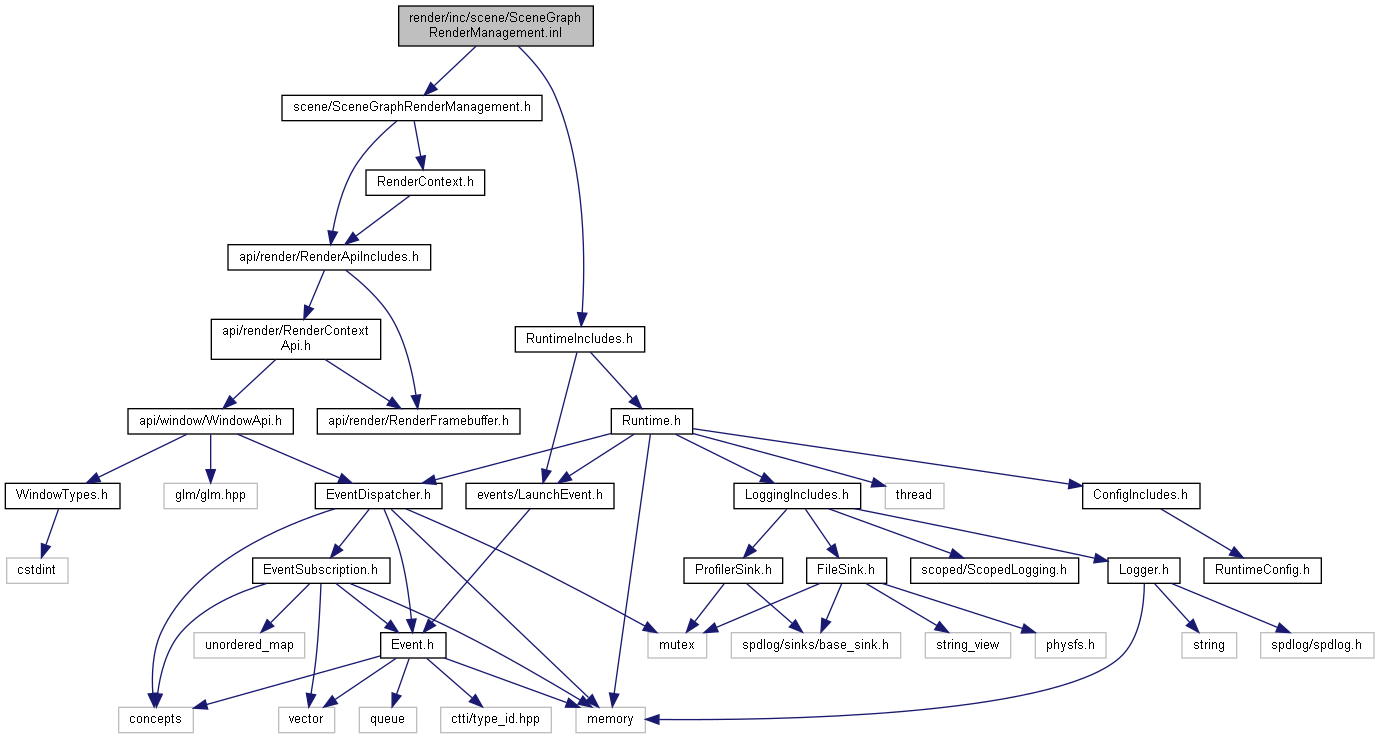 render/inc/scene/SceneGraph
RenderManagement.inl
scene/SceneGraphRenderManagement.h
RenderContext.h
api/render/RenderApiIncludes.h
api/render/RenderContext
Api.h
RuntimeIncludes.h
api/window/WindowApi.h
api/render/RenderFramebuffer.h
Runtime.h
WindowTypes.h
glm/glm.hpp
EventDispatcher.h
events/LaunchEvent.h
LoggingIncludes.h
thread
ConfigIncludes.h
cstdint
EventSubscription.h
ProfilerSink.h
FileSink.h
scoped/ScopedLogging.h
Logger.h
RuntimeConfig.h
unordered_map
Event.h
mutex
spdlog/sinks/base_sink.h
string_view
physfs.h
string
spdlog/spdlog.h
concepts
vector
queue
ctti/type_id.hpp
memory